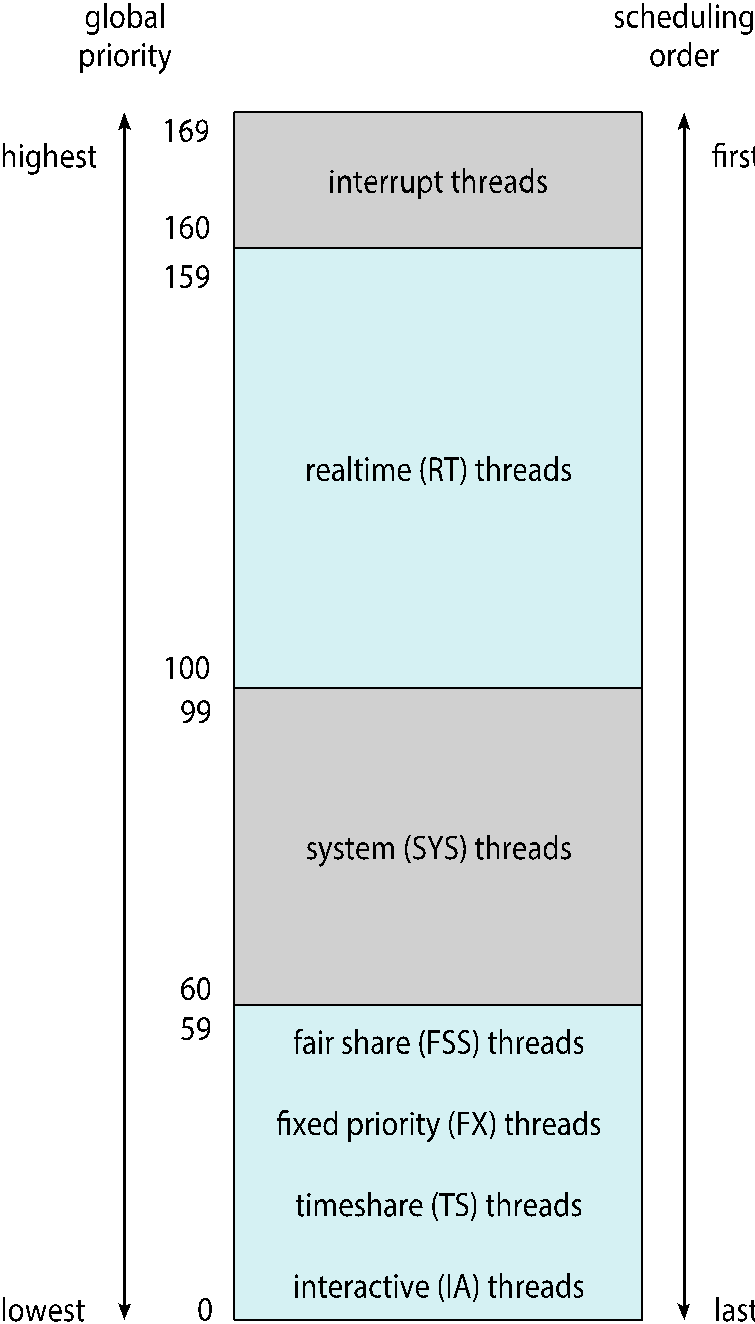 global
priority
scheduling
order
highest
169
interrupt threads
first
160
159
realtime (RT) threads
100
99
system (SYS) threads
60
59
fair share (FSS) threads
fixed priority (FX) threads
timeshare (TS) threads
interactive (IA) threads
lowest
0
last